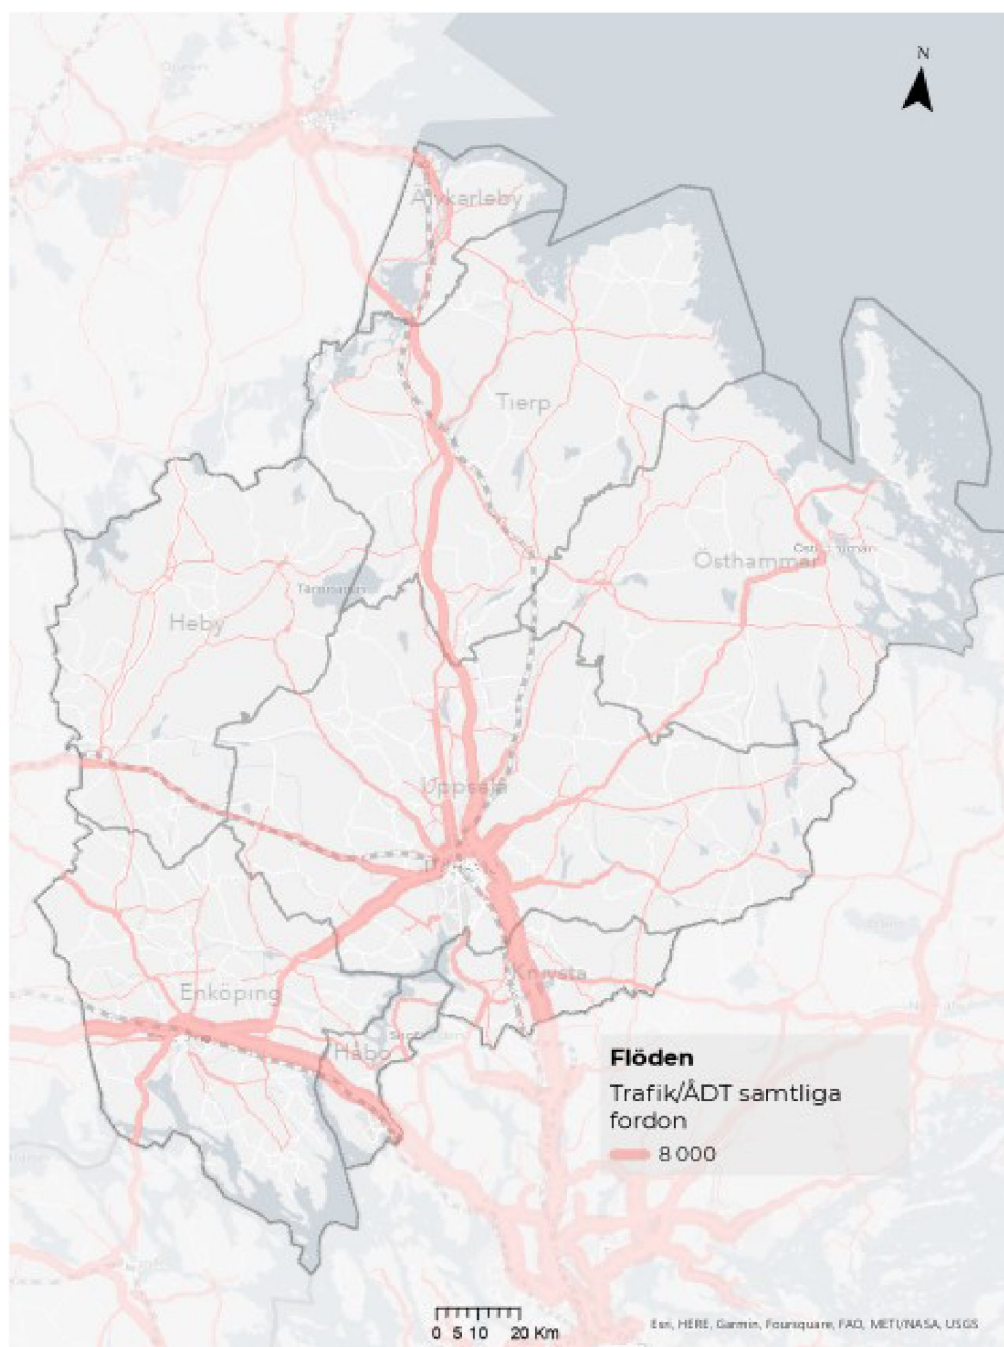 N
Älvkarleby
Tierp
Östhammar
Östhammar
Heby
Tämnaren
Uppsala
Knivsta
Enköping
Håbo
Flöden
Trafik/ÅDT samtliga
fordon
8 000
0 5 10 20 Km
Esri, HERE, Garmin, Foursquare, FAO, METI/NASA, USGS